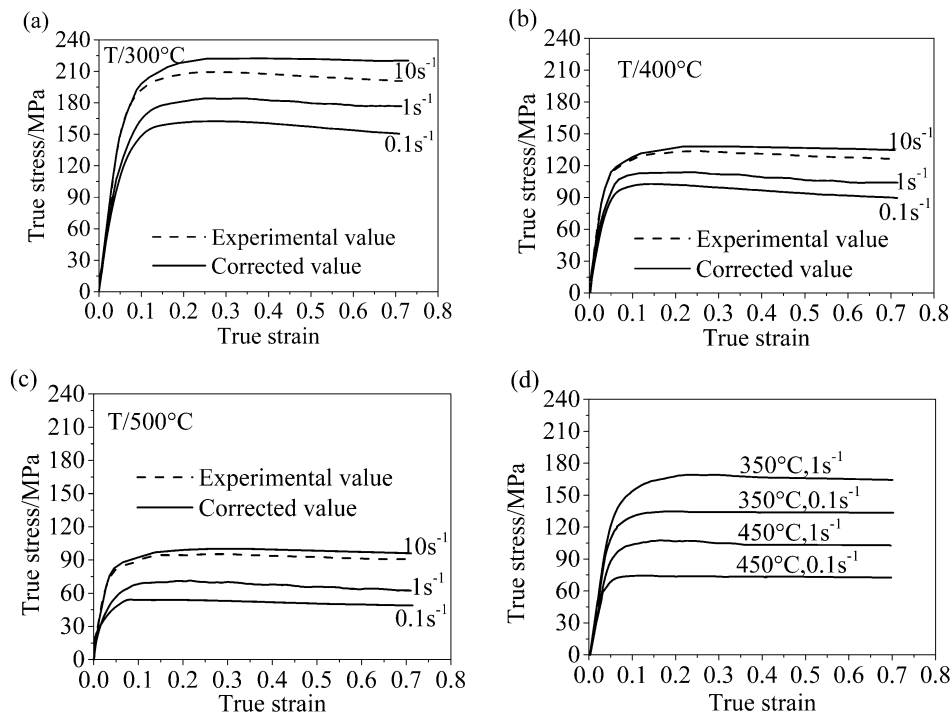 (a)
T/300°C
240
210
180
150
120
90
60
30
0
True stress/MPa
10s⁻¹
1s⁻¹
0.1s⁻¹
Experimental value
Corrected value
0.0 0.1 0.2 0.3 0.4 0.5 0.6 0.7 0.8
True strain
(b)
T/400°C
240
210
180
150
120
90
60
30
0
True stress/MPa
10s⁻¹
1s⁻¹
0.1s⁻¹
Experimental value
Corrected value
0.0 0.1 0.2 0.3 0.4 0.5 0.6 0.7 0.8
True strain
(c)
T/500°C
240
210
180
150
120
90
60
30
0
True stress/MPa
Experimental value
Corrected value
10s⁻¹
1s⁻¹
0.1s⁻¹
0.0 0.1 0.2 0.3 0.4 0.5 0.6 0.7 0.8
True strain
(d)
240
210
180
150
120
90
60
30
0
True stress/MPa
350°C,1s⁻¹
350°C,0.1s⁻¹
450°C,1s⁻¹
450°C,0.1s⁻¹
0.0 0.1 0.2 0.3 0.4 0.5 0.6 0.7 0.8
True strain